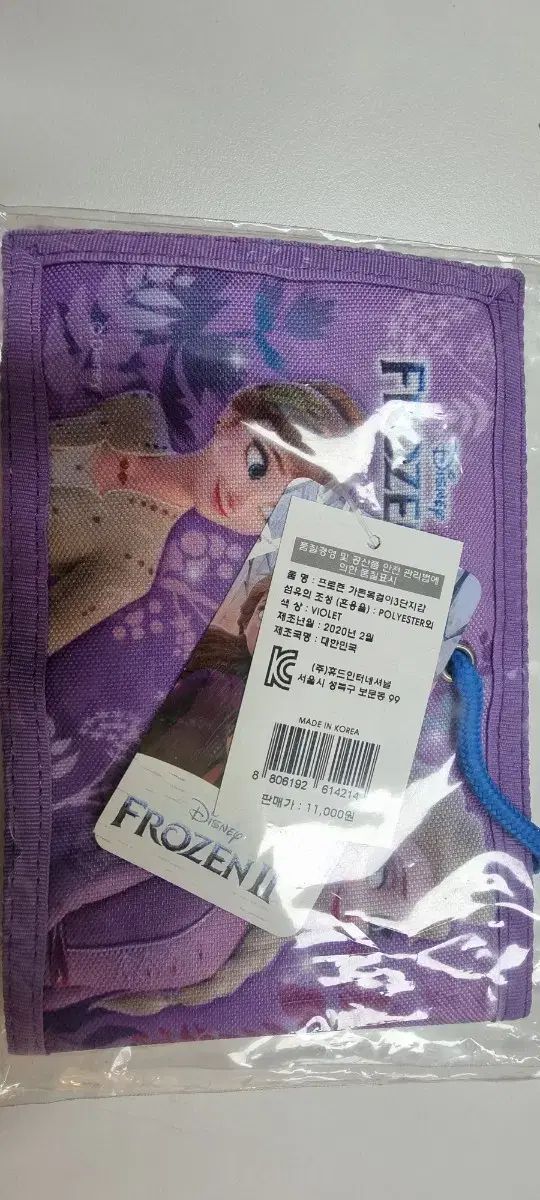 Disney
FROZEN
품질경영 및 공산품 안전 관리법에
의한 품질표시
품 명 : 프로즌 가든목걸이3단지갑
섬유의 조성 (혼용율) : POLYESTER외
색 상 : VIOLET
제조년월 : 2020년 2월
제조국명 : 대한민국
(주)휴드인터내셔널
서울시 성북구 보문동 99
MADE IN KOREA
8 806192 614214
판매가 : 11,000원
Disney
FROZEN II